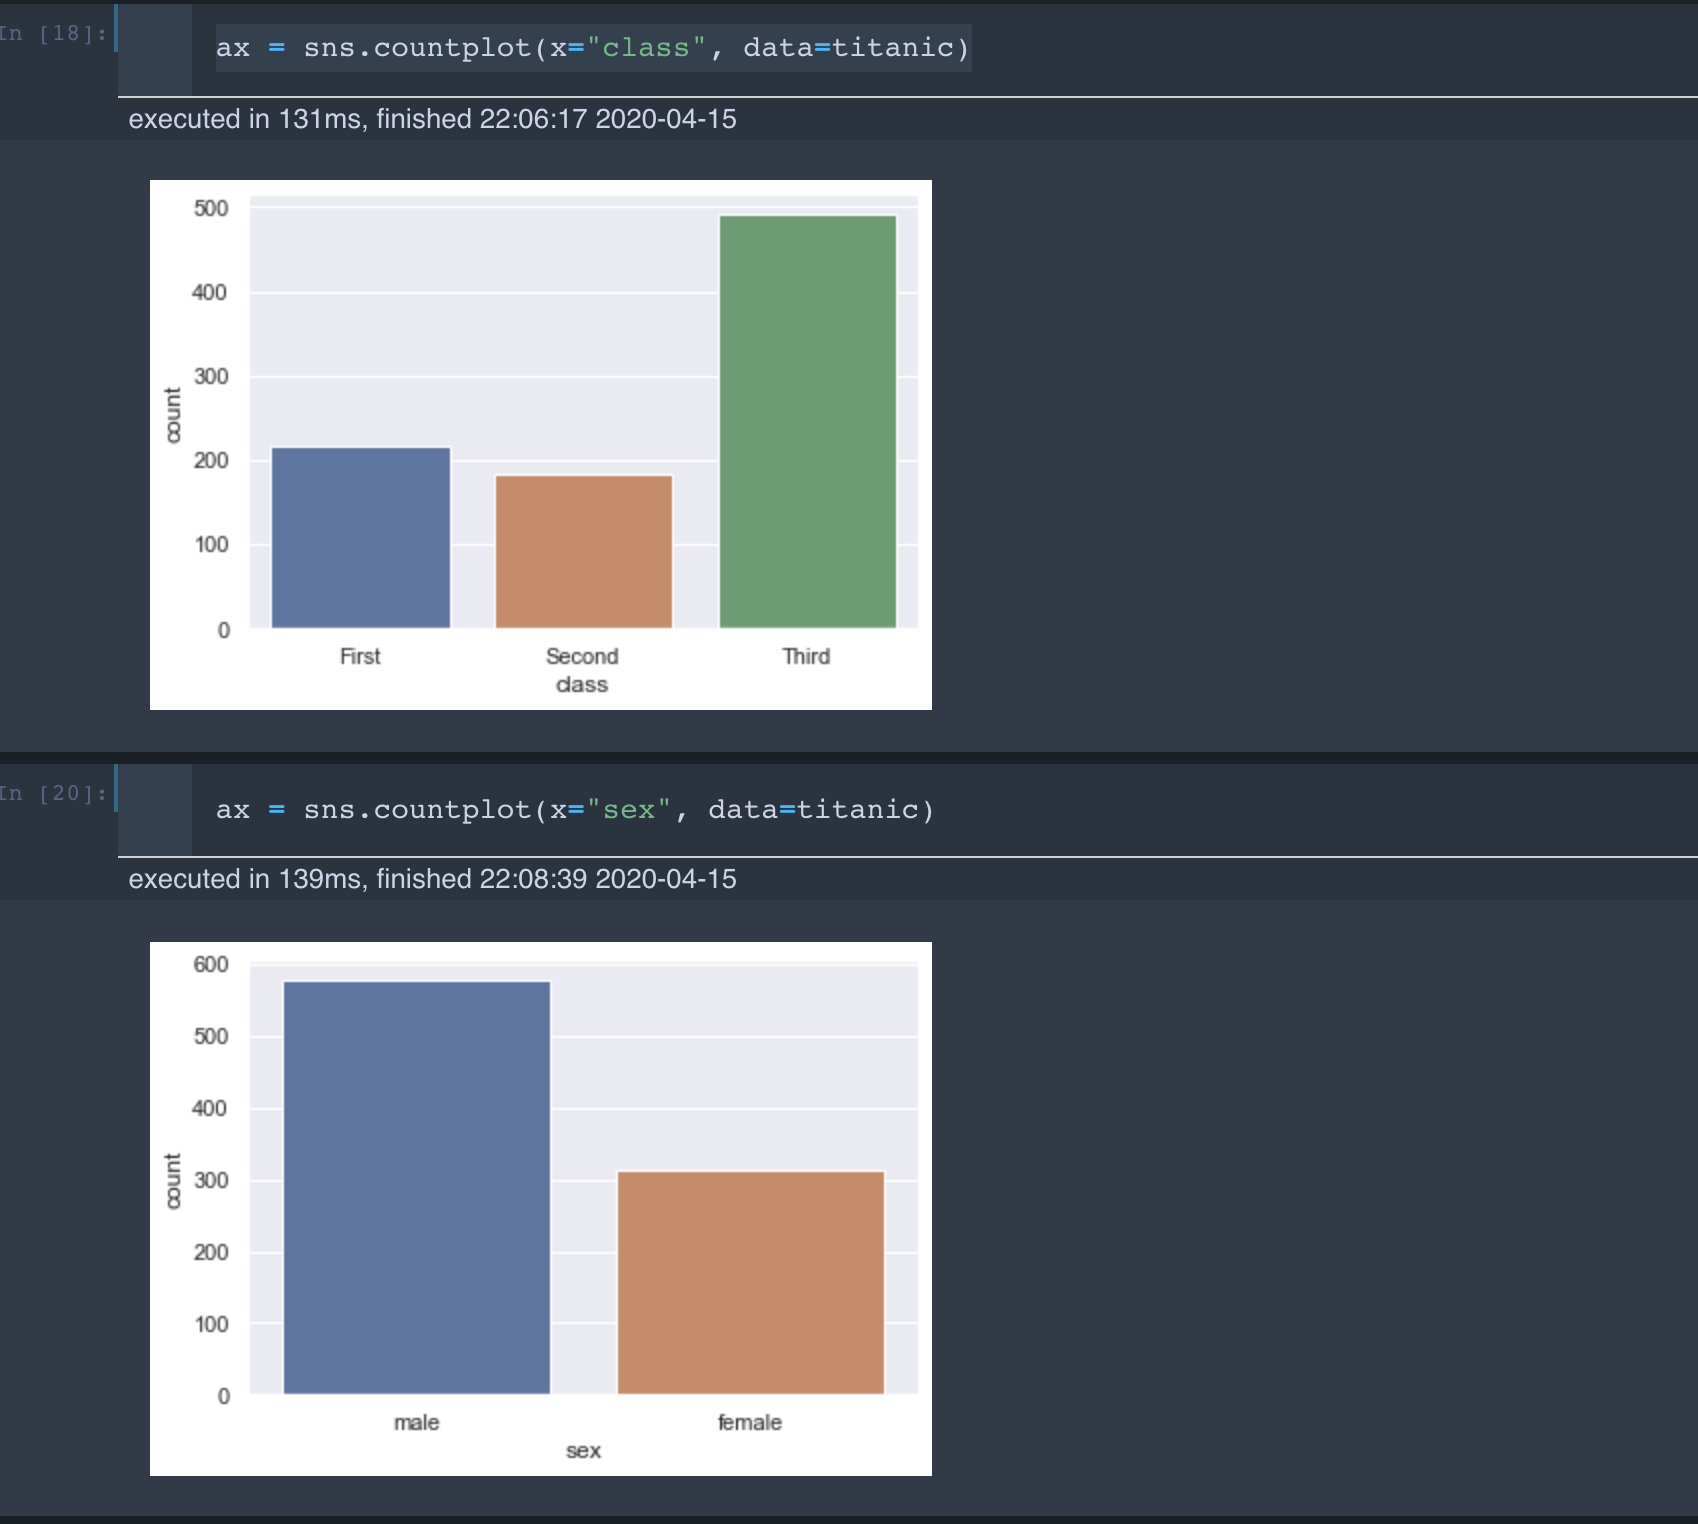 In [18]:
ax = sns.countplot(x="class", data=titanic)
executed in 131ms, finished 22:06:17 2020-04-15
500
400
300
200
100
0
count
First Second Third
class
In [20]:
ax = sns.countplot(x="sex", data=titanic)
executed in 139ms, finished 22:08:39 2020-04-15
600
500
400
300
200
100
0
count
male female
sex